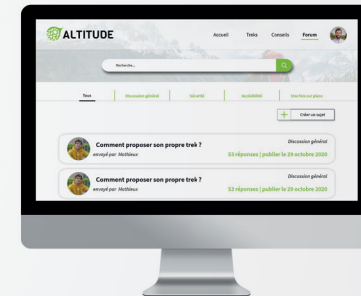 ALTITUDE
Accueil Treks Conseils Forum
Recherche...
Tous Discussion général Sécurité Accessibilité Une fois sur place
Créer un sujet
Comment proposer son propre trek ?
Discussion général
envoyé par Mathieux
53 réponses | publier le 29 octobre 2020
Comment proposer son propre trek ?
Discussion général
envoyé par Mathieux
53 réponses | publier le 29 octobre 2020